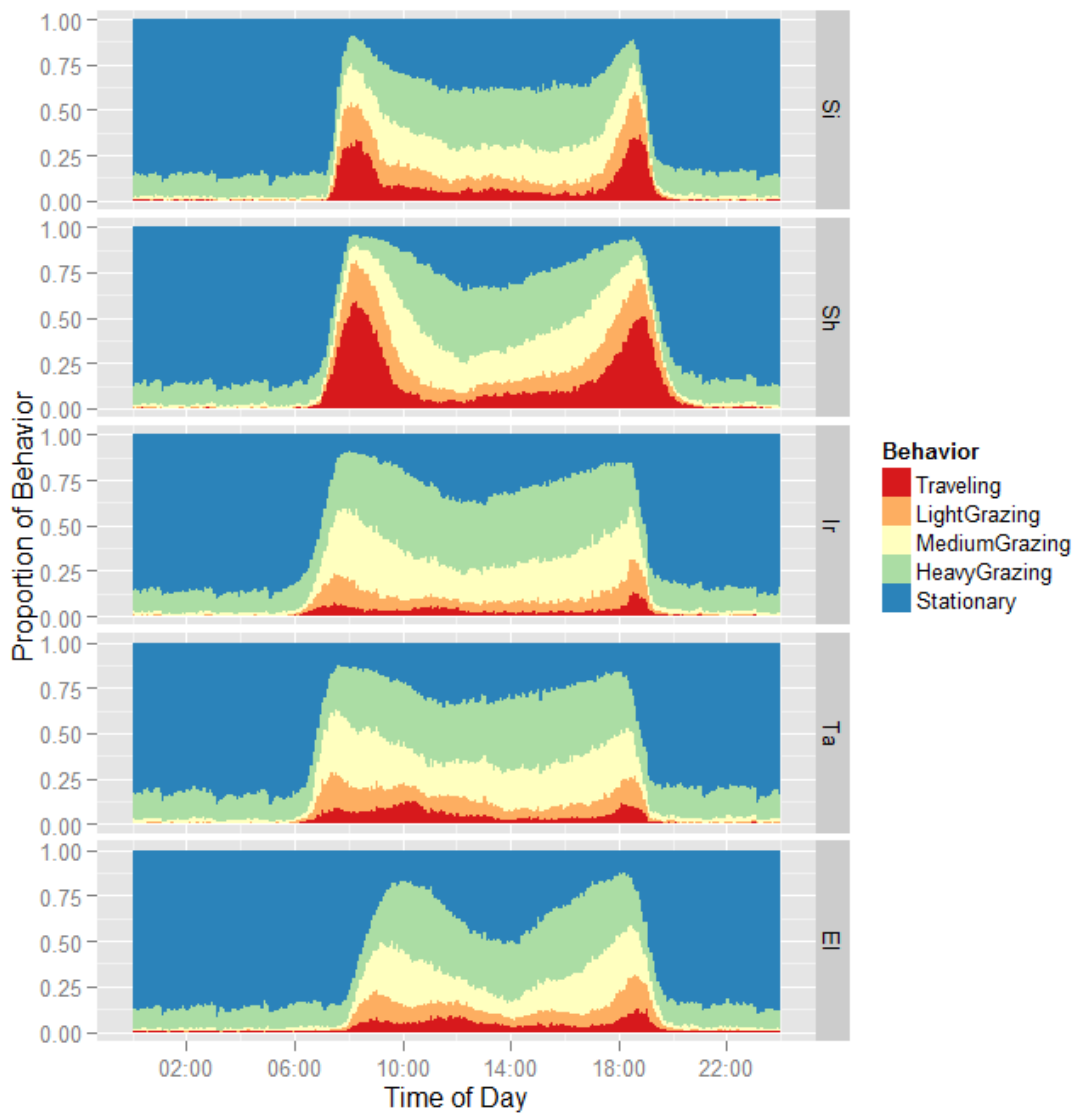 1.00
0.75
0.50
0.25
0.00
Si
1.00
0.75
0.50
0.25
0.00
Sh
1.00
0.75
0.50
0.25
0.00
Ir
1.00
0.75
0.50
0.25
0.00
Ta
1.00
0.75
0.50
0.25
0.00
El
Proportion of Behavior
02:00 06:00 10:00 14:00 18:00 22:00
Time of Day
Behavior
Traveling
LightGrazing
MediumGrazing
HeavyGrazing
Stationary